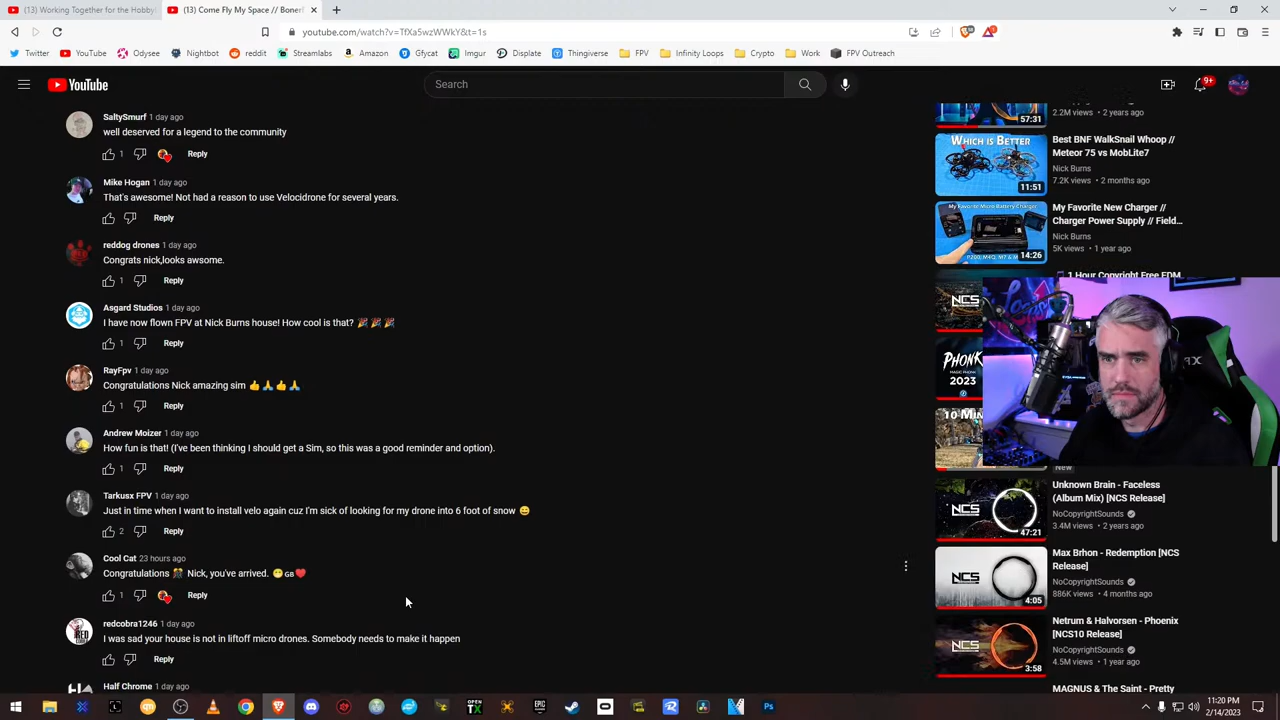 (13) Working Together for the Hobby
(13) Come Fly My Space // Boner
youtube.com/watch?v=TfXa5wzWWkY&t=1s
Twitter
YouTube
Odysee
Nightbot
reddit
Streamlabs
Amazon
Gfycat
Imgur
Displate
Thingiverse
FPV
Infinity Loops
Crypto
Work
FPV Outreach
YouTube
Search
9+
SaltySmurf 1 day ago
well deserved for a legend to the community
1 Reply
Mike Hogan 1 day ago
That's awesome! Not had a reason to use Velocidrone for several years.
Reply
reddog drones 1 day ago
Congrats nick,looks awsome.
1 Reply
Asgard Studios 1 day ago
I have now flown FPV at Nick Burns house! How cool is that? 🎉 🎉 🎉
1 Reply
RayFpv 1 day ago
Congratulations Nick amazing sim 👍🙏👍🙏
1 Reply
Andrew Moizer 1 day ago
How fun is that! (I've been thinking I should get a Sim, so this was a good reminder and option).
1 Reply
Tarkusx FPV 1 day ago
Just in time when I want to install velo again cuz I'm sick of looking for my drone into 6 foot of snow 😄
2 Reply
Cool Cat 23 hours ago
Congratulations 🎊 Nick, you've arrived. 😁🇬🇧❤️
1 Reply
redcobra1246 1 day ago
I was sad your house is not in liftoff micro drones. Somebody needs to make it happen
Reply
Half Chrome 1 day ago
57:31
2.2M views • 2 years ago
WHICH IS BETTER
11:51
Best BNF WalkSnail Whoop //
Meteor 75 vs MobLite7
Nick Burns
7.2K views • 2 months ago
My Favorite Micro Battery Charger
P200, M4Q, M7 & M
14:26
My Favorite New Charger //
Charger Power Supply // Field...
Nick Burns
5K views • 1 year ago
1 Hour Copyright Free EDM
NCS
PHONK
MAGIC PHONK
2023
10 MIN
New
NCS
47:21
Unknown Brain - Faceless
(Album Mix) [NCS Release]
NoCopyrightSounds
3.4M views • 2 years ago
NCS
4:05
Max Brhon - Redemption [NCS
Release]
NoCopyrightSounds
886K views • 4 months ago
NCS
3:58
Netrum & Halvorsen - Phoenix
[NCS10 Release]
NoCopyrightSounds
4.5M views • 1 year ago
MAGNUS & The Saint - Pretty
11:20 PM
2/14/2023